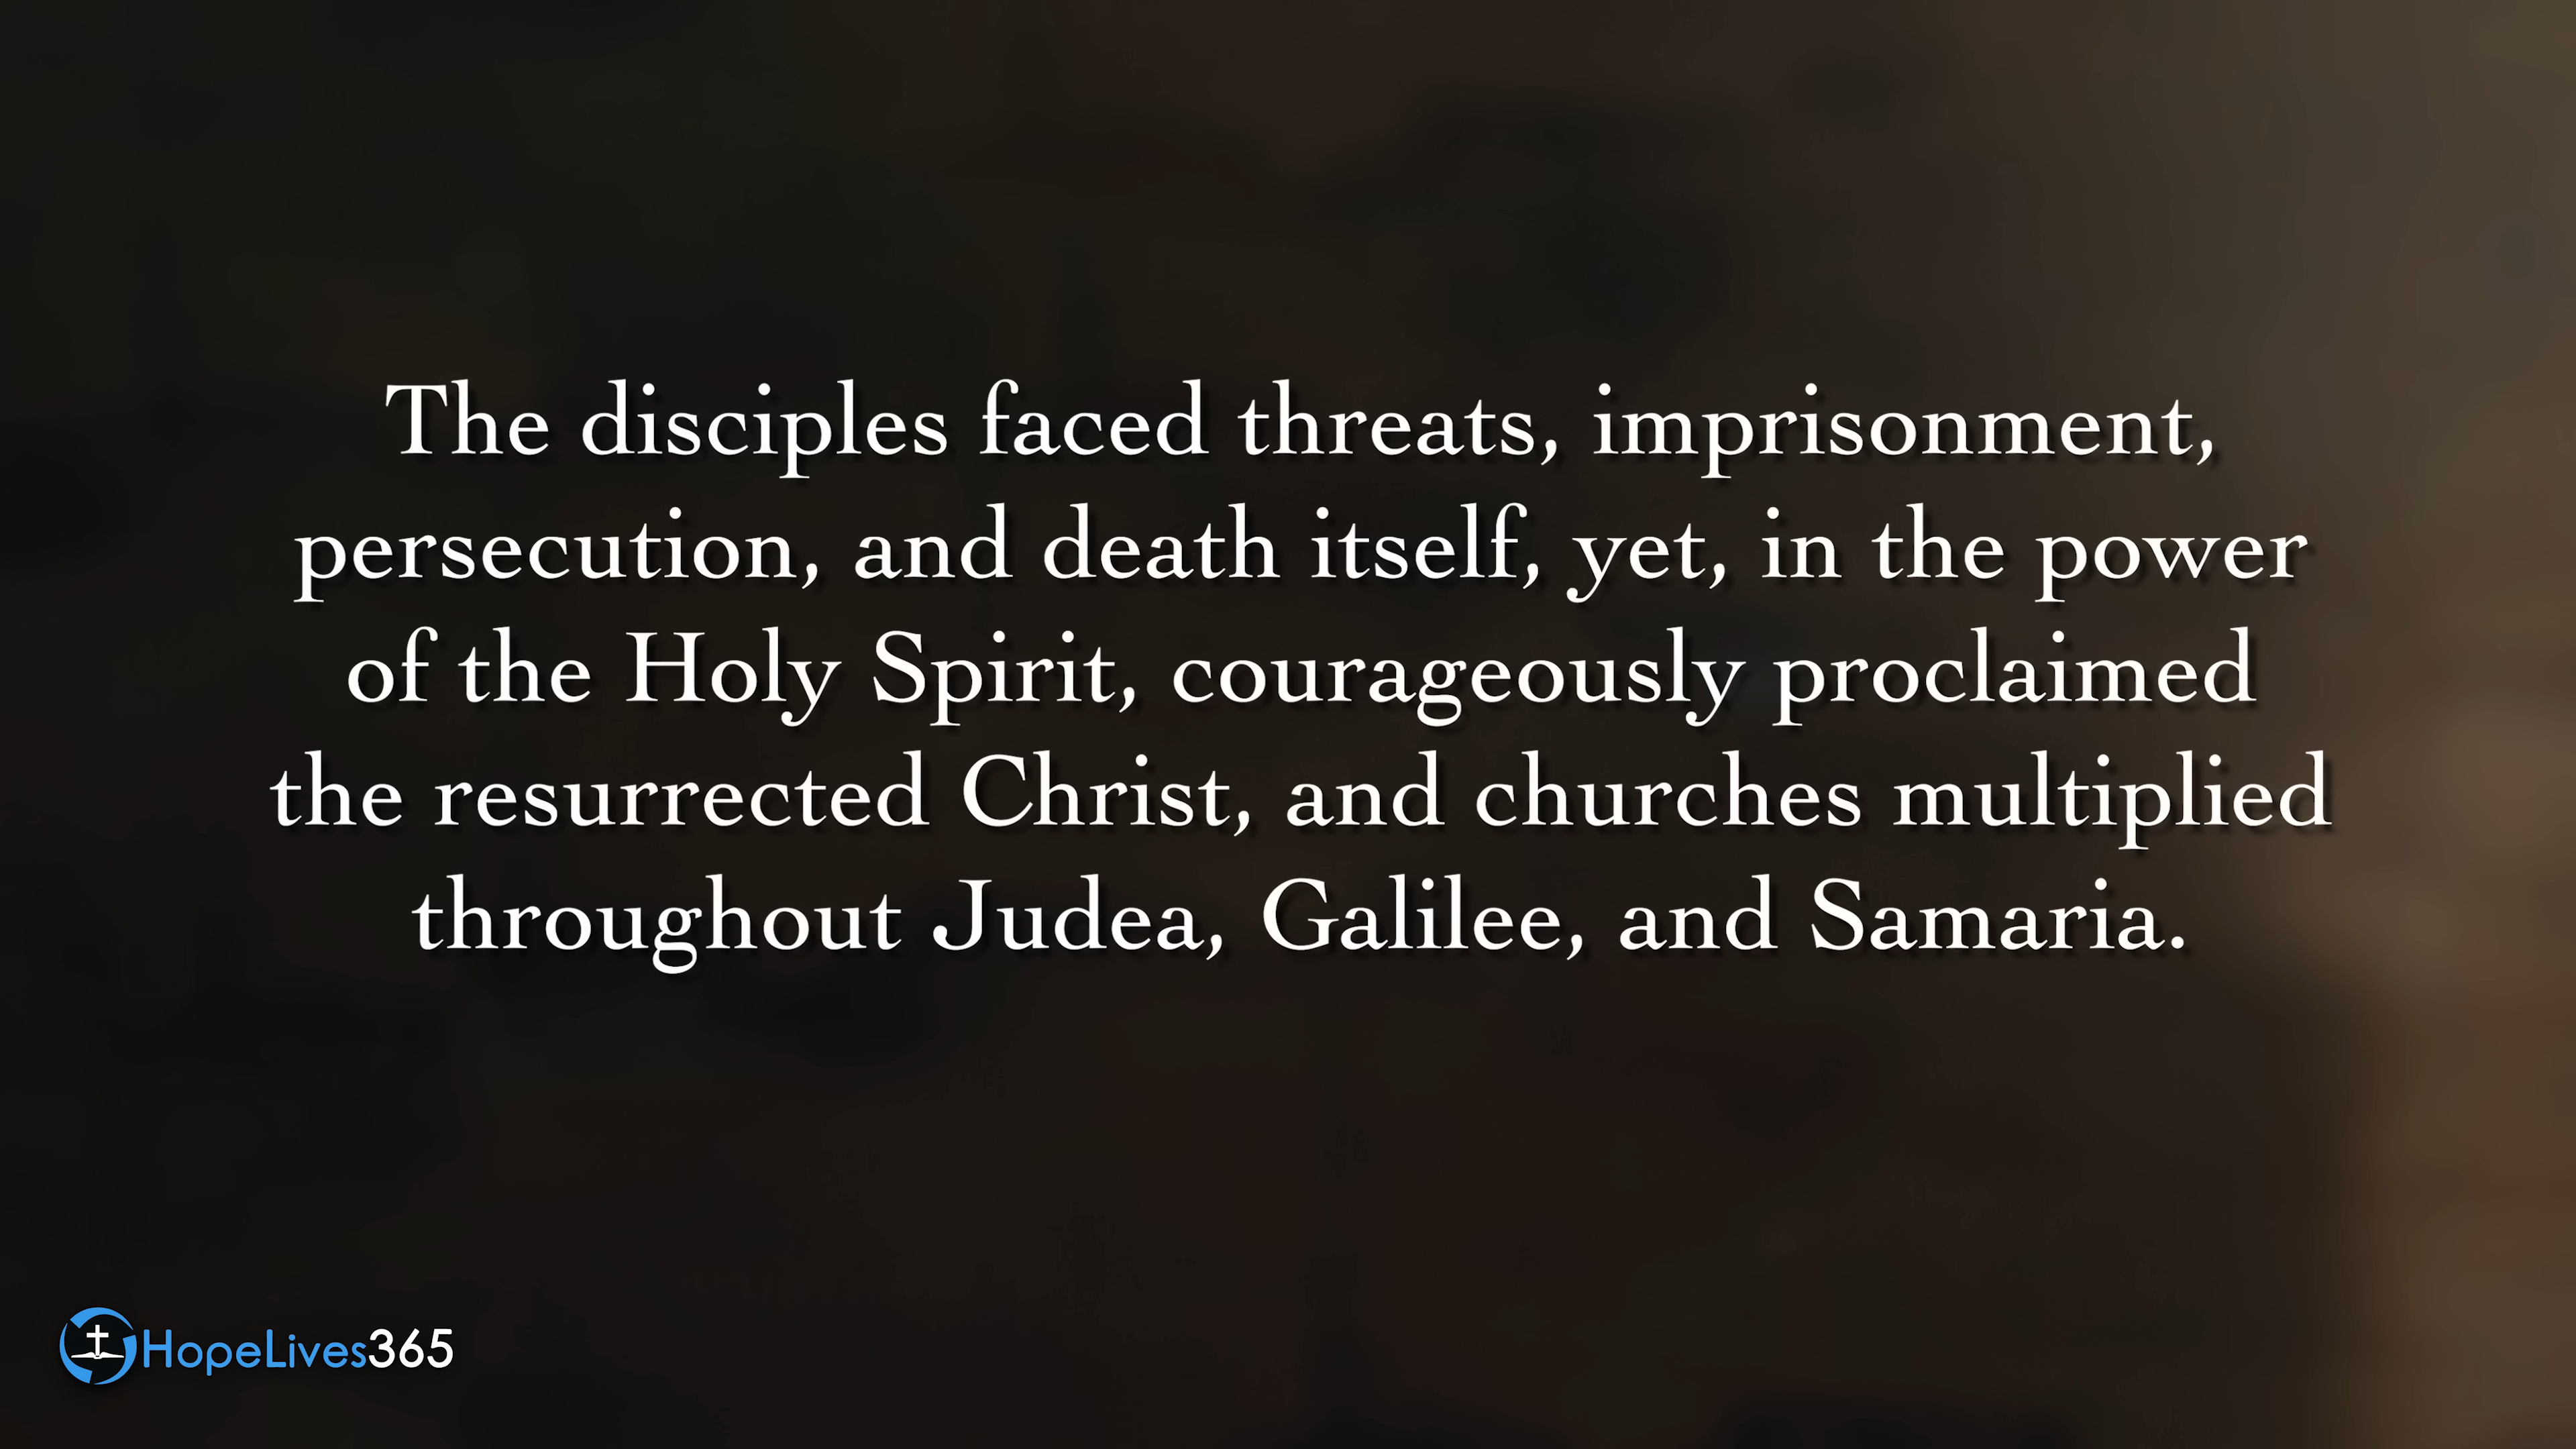 The disciples faced threats, imprisonment,
persecution, and death itself, yet, in the power
of the Holy Spirit, courageously proclaimed
the resurrected Christ, and churches multiplied
throughout Judea, Galilee, and Samaria.
HopeLives365